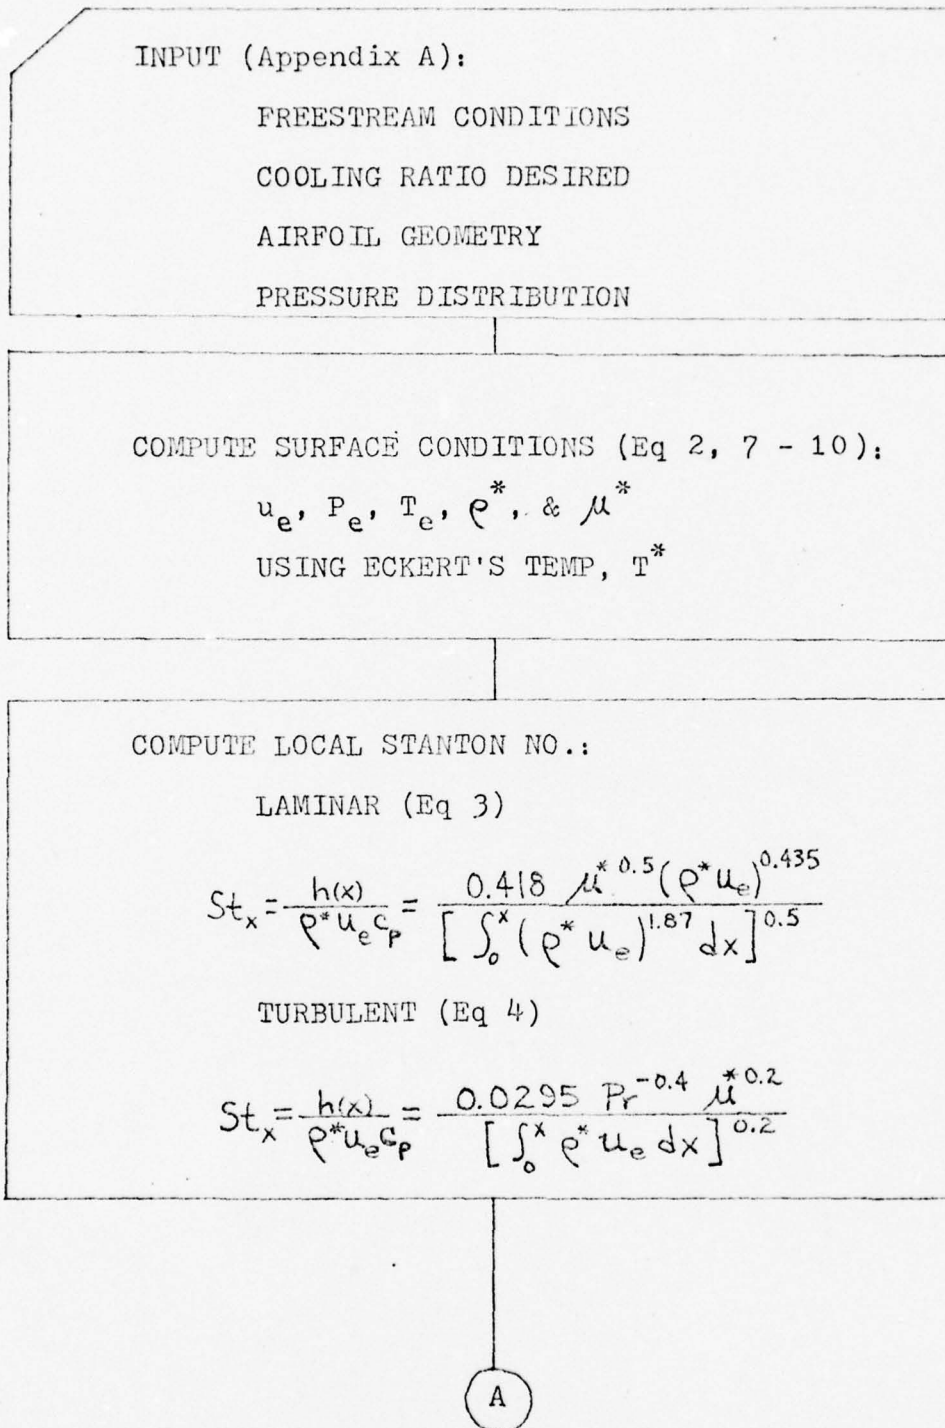 INPUT (Appendix A):
FREESTREAM CONDITIONS
COOLING RATIO DESIRED
AIRFOIL GEOMETRY
PRESSURE DISTRIBUTION
COMPUTE SURFACE CONDITIONS (Eq 2, 7 - 10):
u_e, P_e, T_e, ρ^*, & μ^*
USING ECKERT'S TEMP, T^*
COMPUTE LOCAL STANTON NO.:
LAMINAR (Eq 3)
St_x = h(x) / ρ^* u_e c_p = 0.418 μ^{* 0.5} (ρ^* u_e)^{0.435} / [∫_0^x (ρ^* u_e)^{1.87} dx]^{0.5}
TURBULENT (Eq 4)
St_x = h(x) / ρ^* u_e c_p = 0.0295 Pr^{-0.4} μ^{* 0.2} / [∫_0^x ρ^* u_e dx]^{0.2}
A